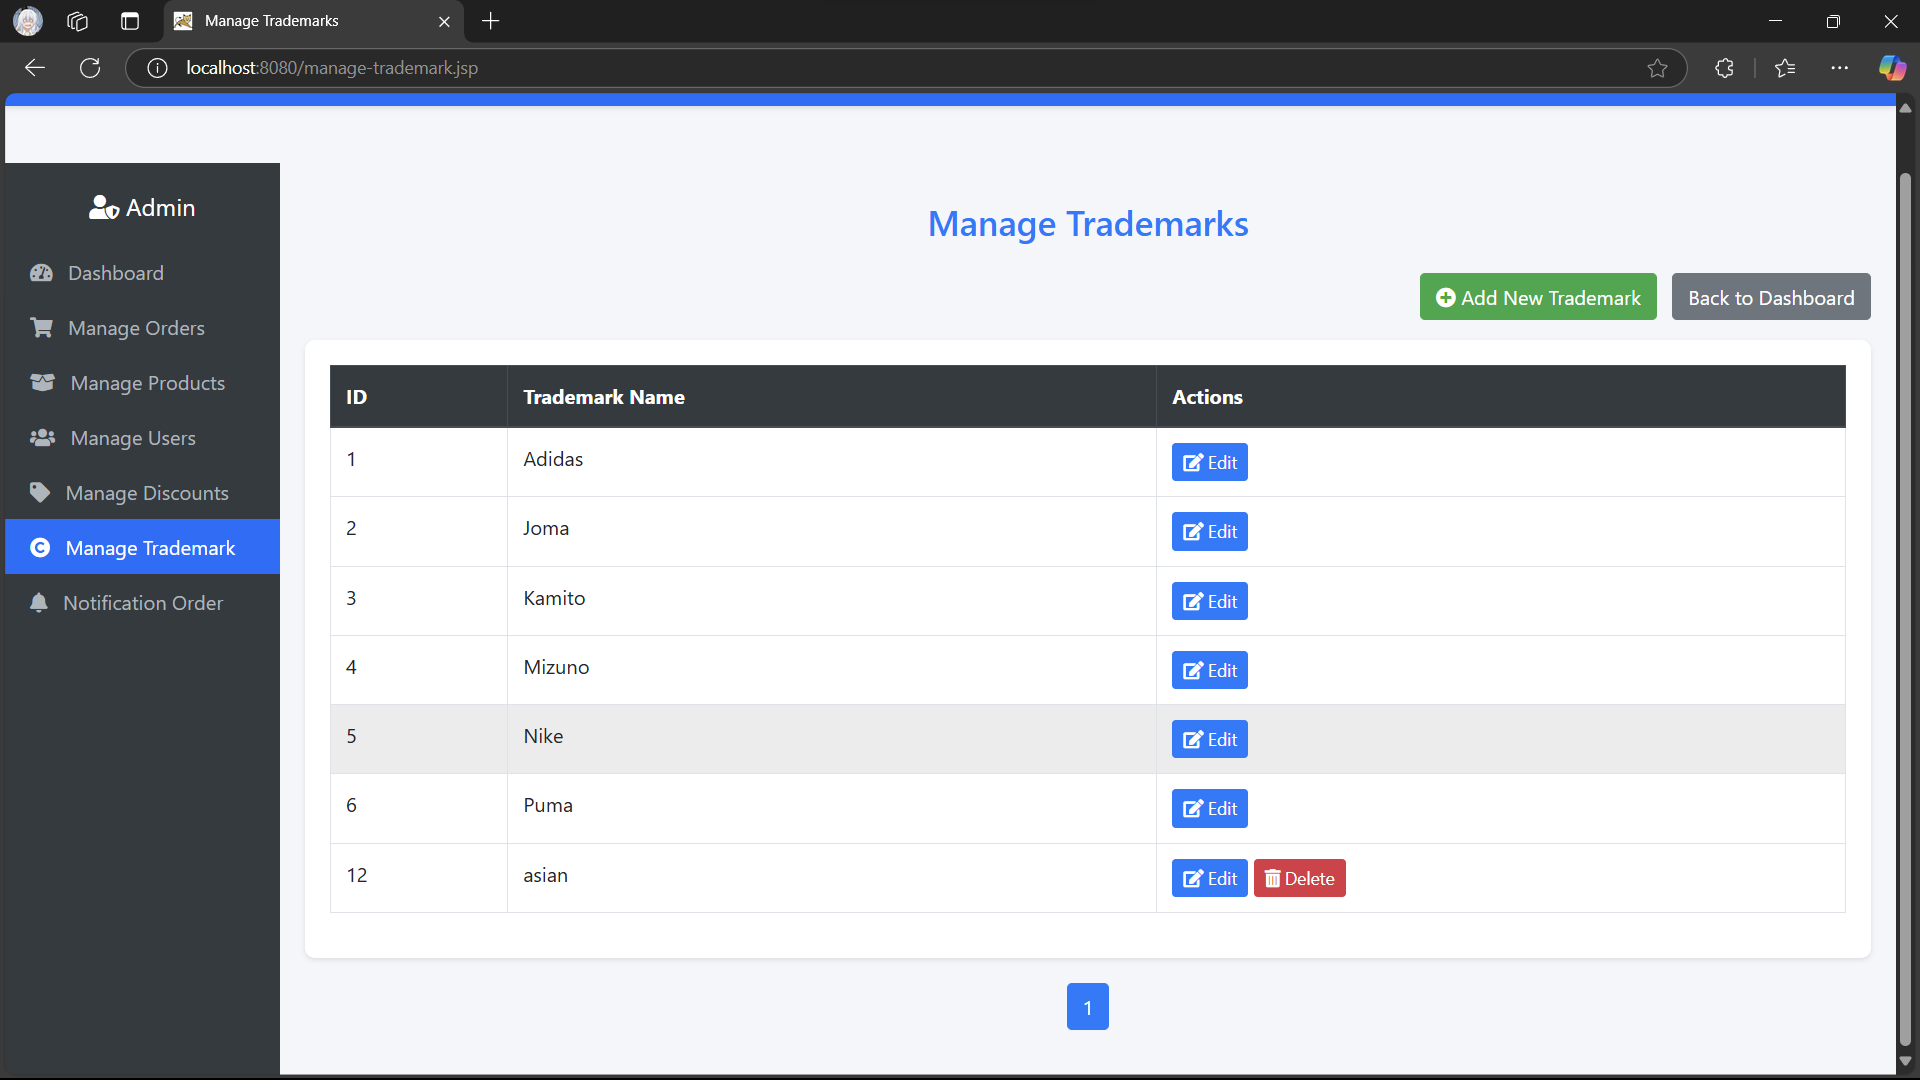 Manage Trademarks
localhost:8080/manage-trademark.jsp
Admin
Dashboard
Manage Orders
Manage Products
Manage Users
Manage Discounts
Manage Trademark
Notification Order
Manage Trademarks
Add New Trademark Back to Dashboard
ID Trademark Name Actions
1 Adidas Edit
2 Joma Edit
3 Kamito Edit
4 Mizuno Edit
5 Nike Edit
6 Puma Edit
12 asian Edit Delete
1